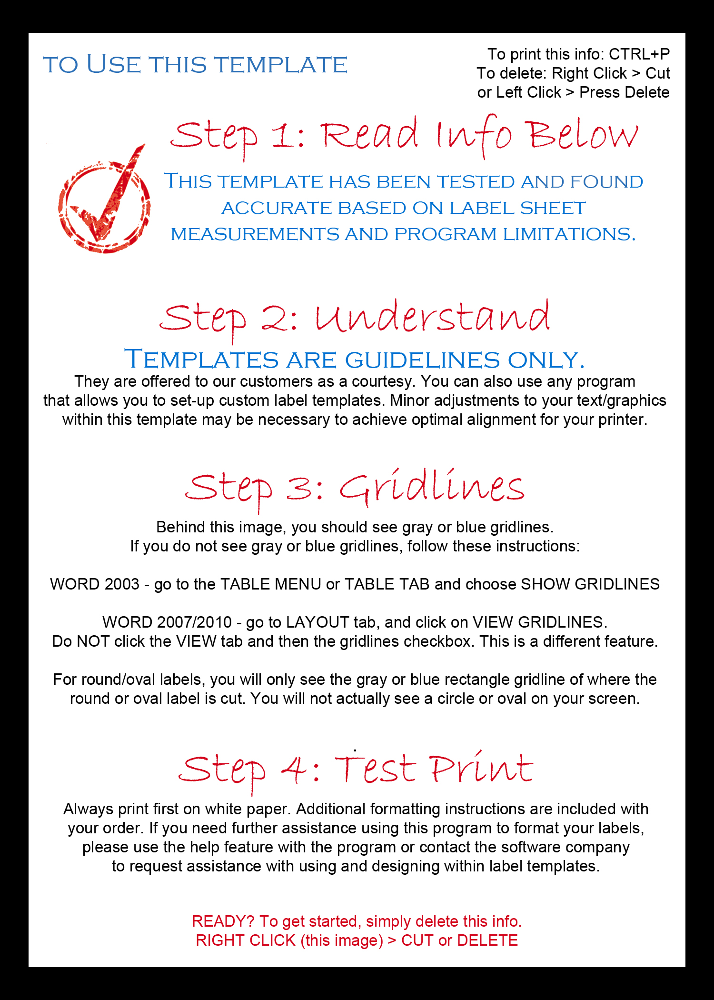 TO USE THIS TEMPLATE
To print this info: CTRL+P
To delete: Right Click > Cut
or Left Click > Press Delete
Step 1: Read Info Below
THIS TEMPLATE HAS BEEN TESTED AND FOUND
ACCURATE BASED ON LABEL SHEET
MEASUREMENTS AND PROGRAM LIMITATIONS.
Step 2: Understand
TEMPLATES ARE GUIDELINES ONLY.
They are offered to our customers as a courtesy. You can also use any program
that allows you to set-up custom label templates. Minor adjustments to your text/graphics
within this template may be necessary to achieve optimal alignment for your printer.
Step 3: Gridlines
Behind this image, you should see gray or blue gridlines.
If you do not see gray or blue gridlines, follow these instructions:
WORD 2003 - go to the TABLE MENU or TABLE TAB and choose SHOW GRIDLINES
WORD 2007/2010 - go to LAYOUT tab, and click on VIEW GRIDLINES.
Do NOT click the VIEW tab and then the gridlines checkbox. This is a different feature.
For round/oval labels, you will only see the gray or blue rectangle gridline of where the
round or oval label is cut. You will not actually see a circle or oval on your screen.
Step 4: Test Print
Always print first on white paper. Additional formatting instructions are included with
your order. If you need further assistance using this program to format your labels,
please use the help feature with the program or contact the software company
to request assistance with using and designing within label templates.
READY? To get started, simply delete this info.
RIGHT CLICK (this image) > CUT or DELETE